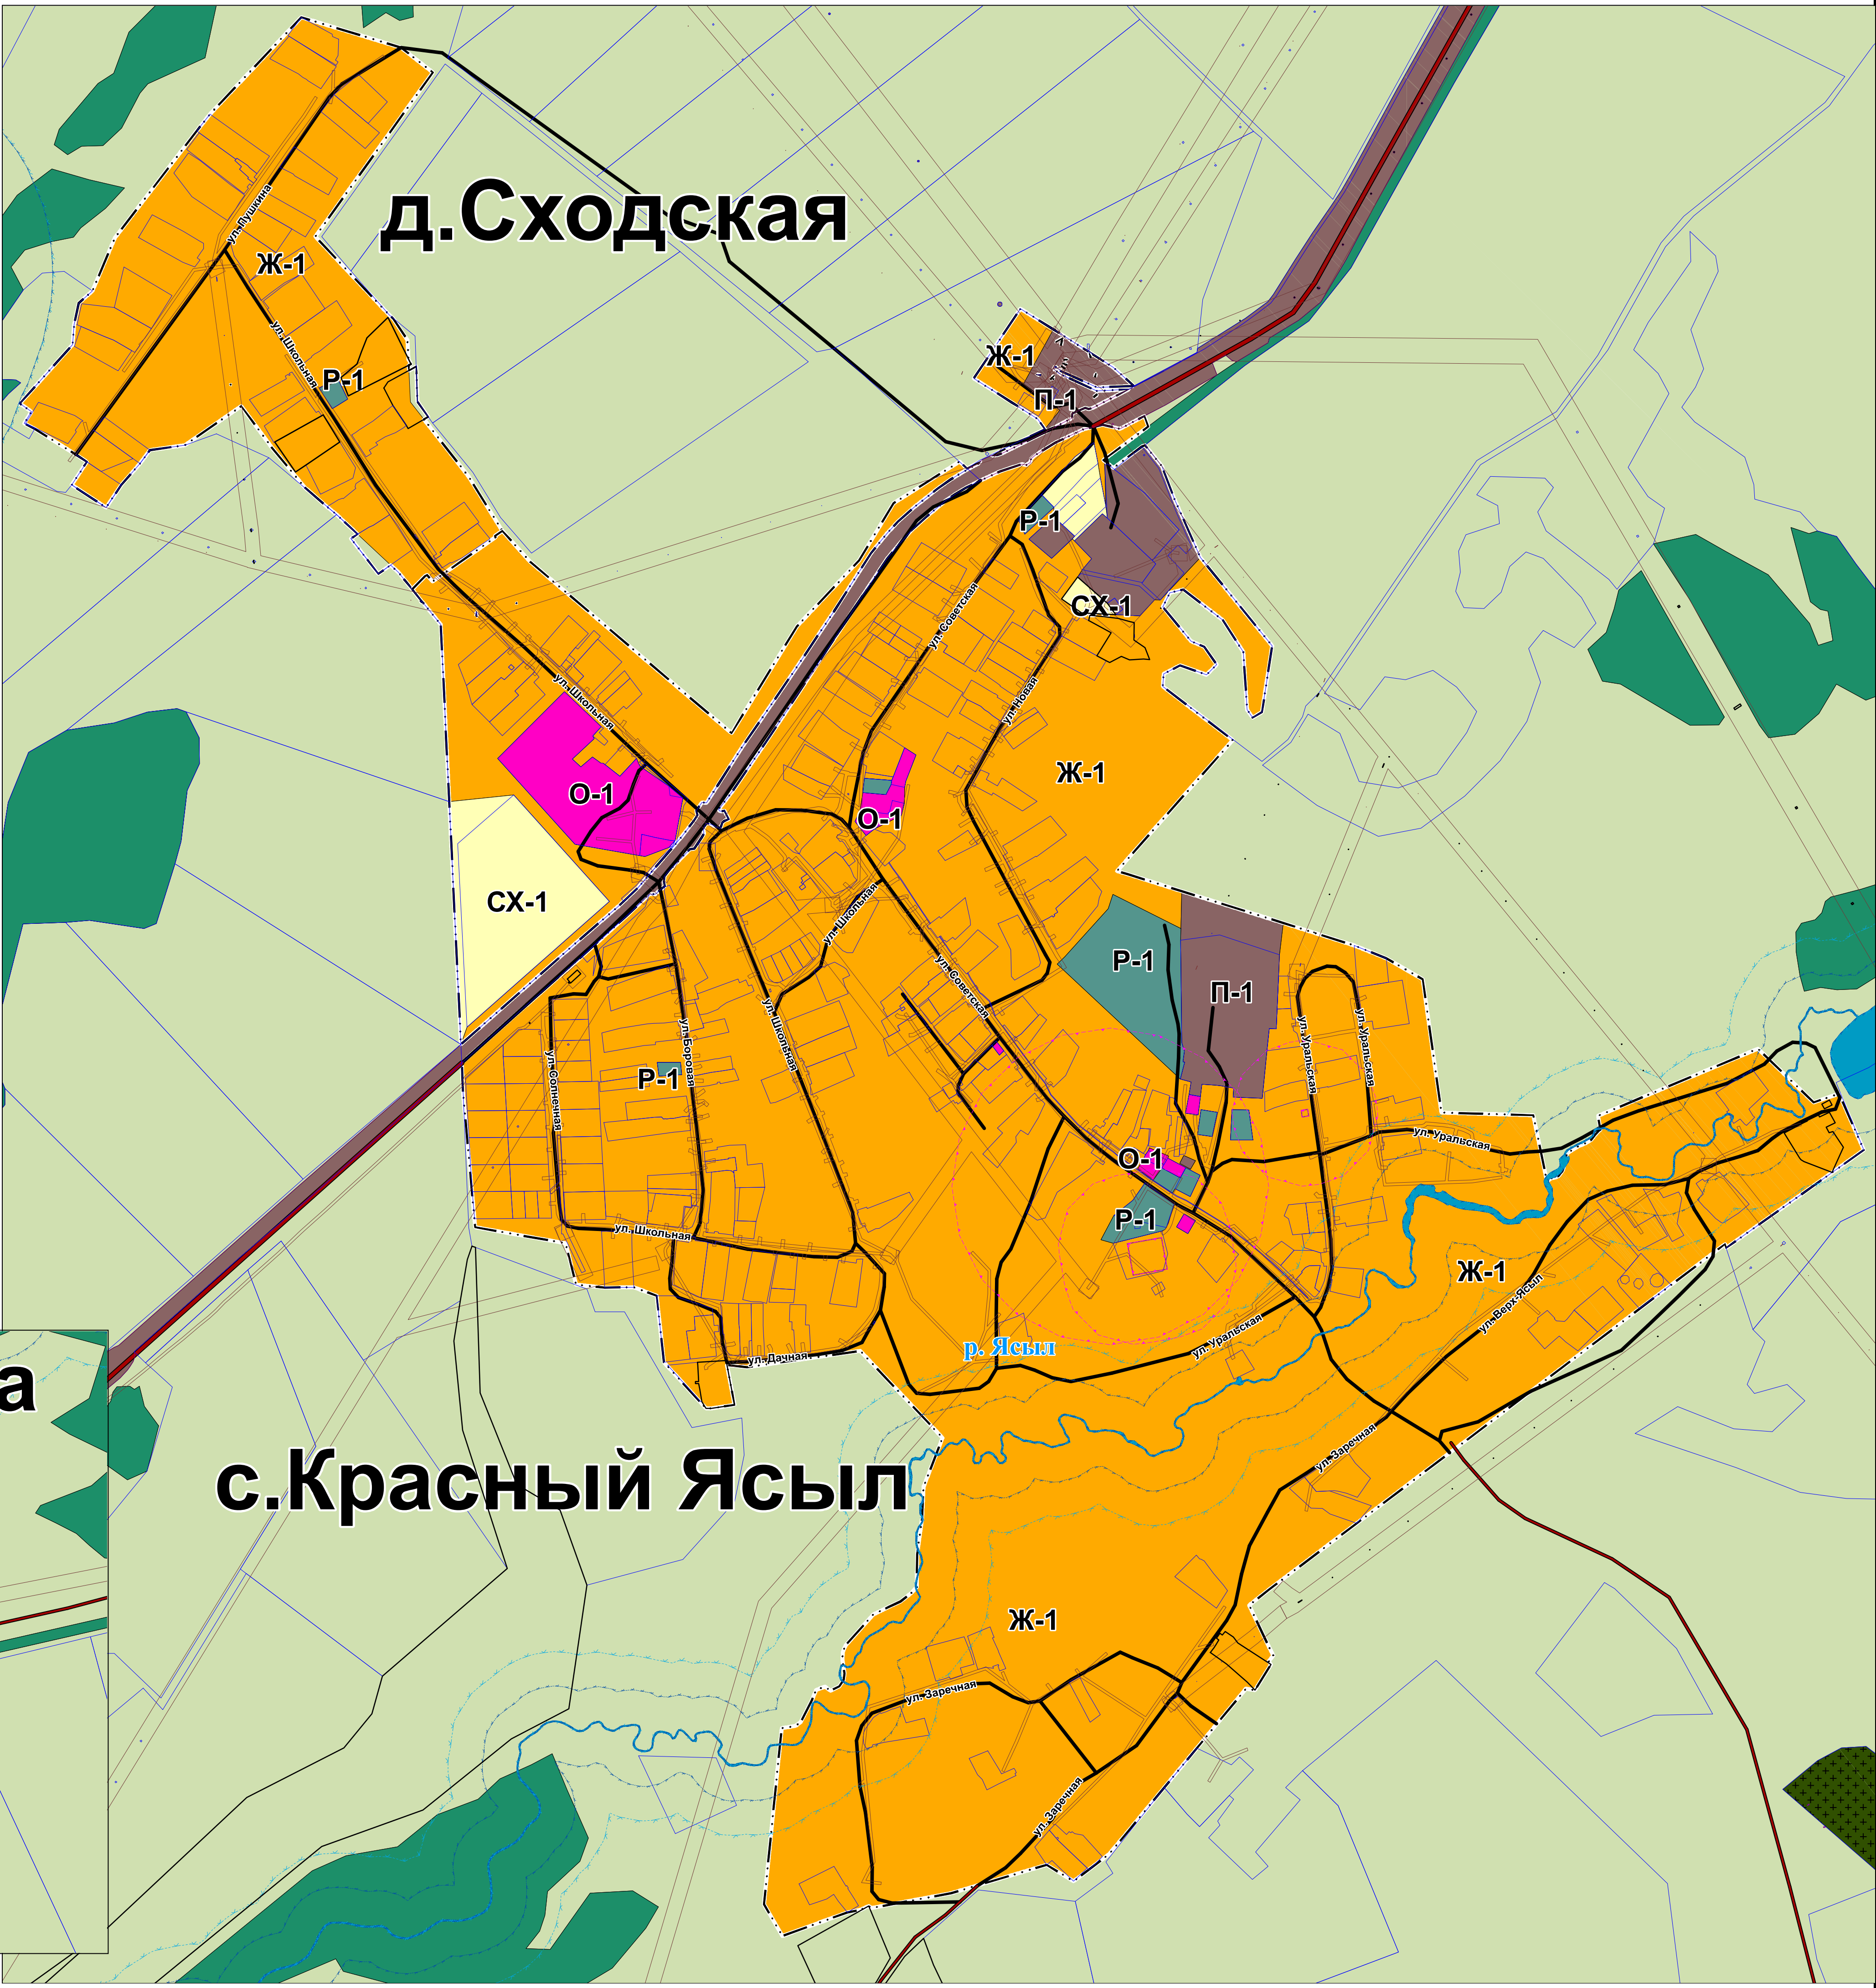 ул. Пушкина
д.Сходская
Ж-1
ул. Школьная
Р-1
Ж-1
П-1
Р-1
СХ-1
ул. Советская
ул. Новая
ул. Школьная
О-1
О-1
Ж-1
СХ-1
ул. Школьная
ул. Советская
Р-1
П-1
ул. Школьная
ул. Боровая
ул. Солнечная
Р-1
ул. Уральская
ул. Уральская
ул. Уральская
О-1
Р-1
ул. Школьная
Ж-1
ул. Верх-Ясыл
ул. Уральская
р. Ясыл
ул. Дачная
а
ул. Заречная
с.Красный Ясыл
Ж-1
ул. Заречная
ул. Заречная